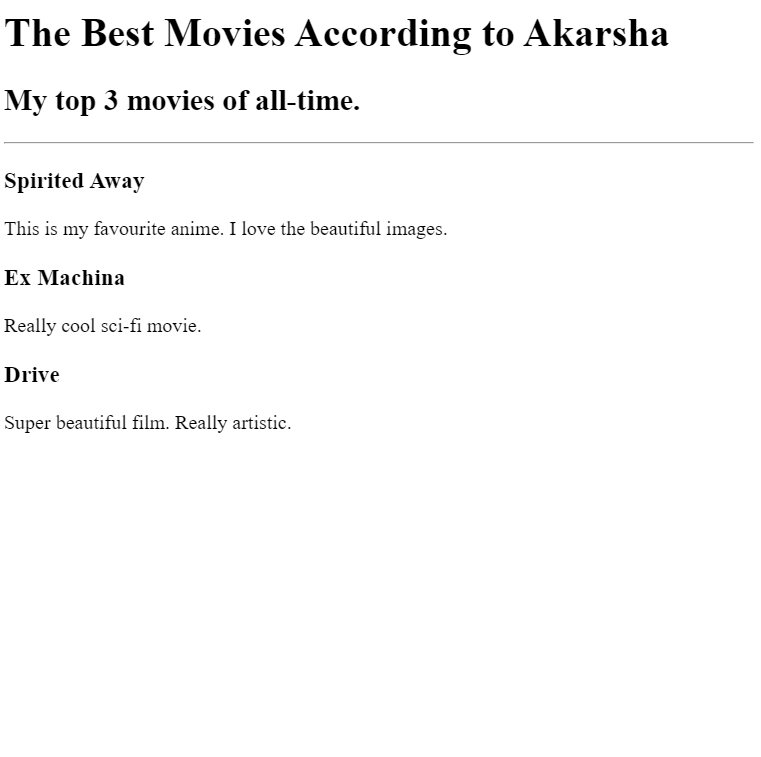 The Best Movies According to Akarsha
My top 3 movies of all-time.
Spirited Away
This is my favourite anime. I love the beautiful images.
Ex Machina
Really cool sci-fi movie.
Drive
Super beautiful film. Really artistic.